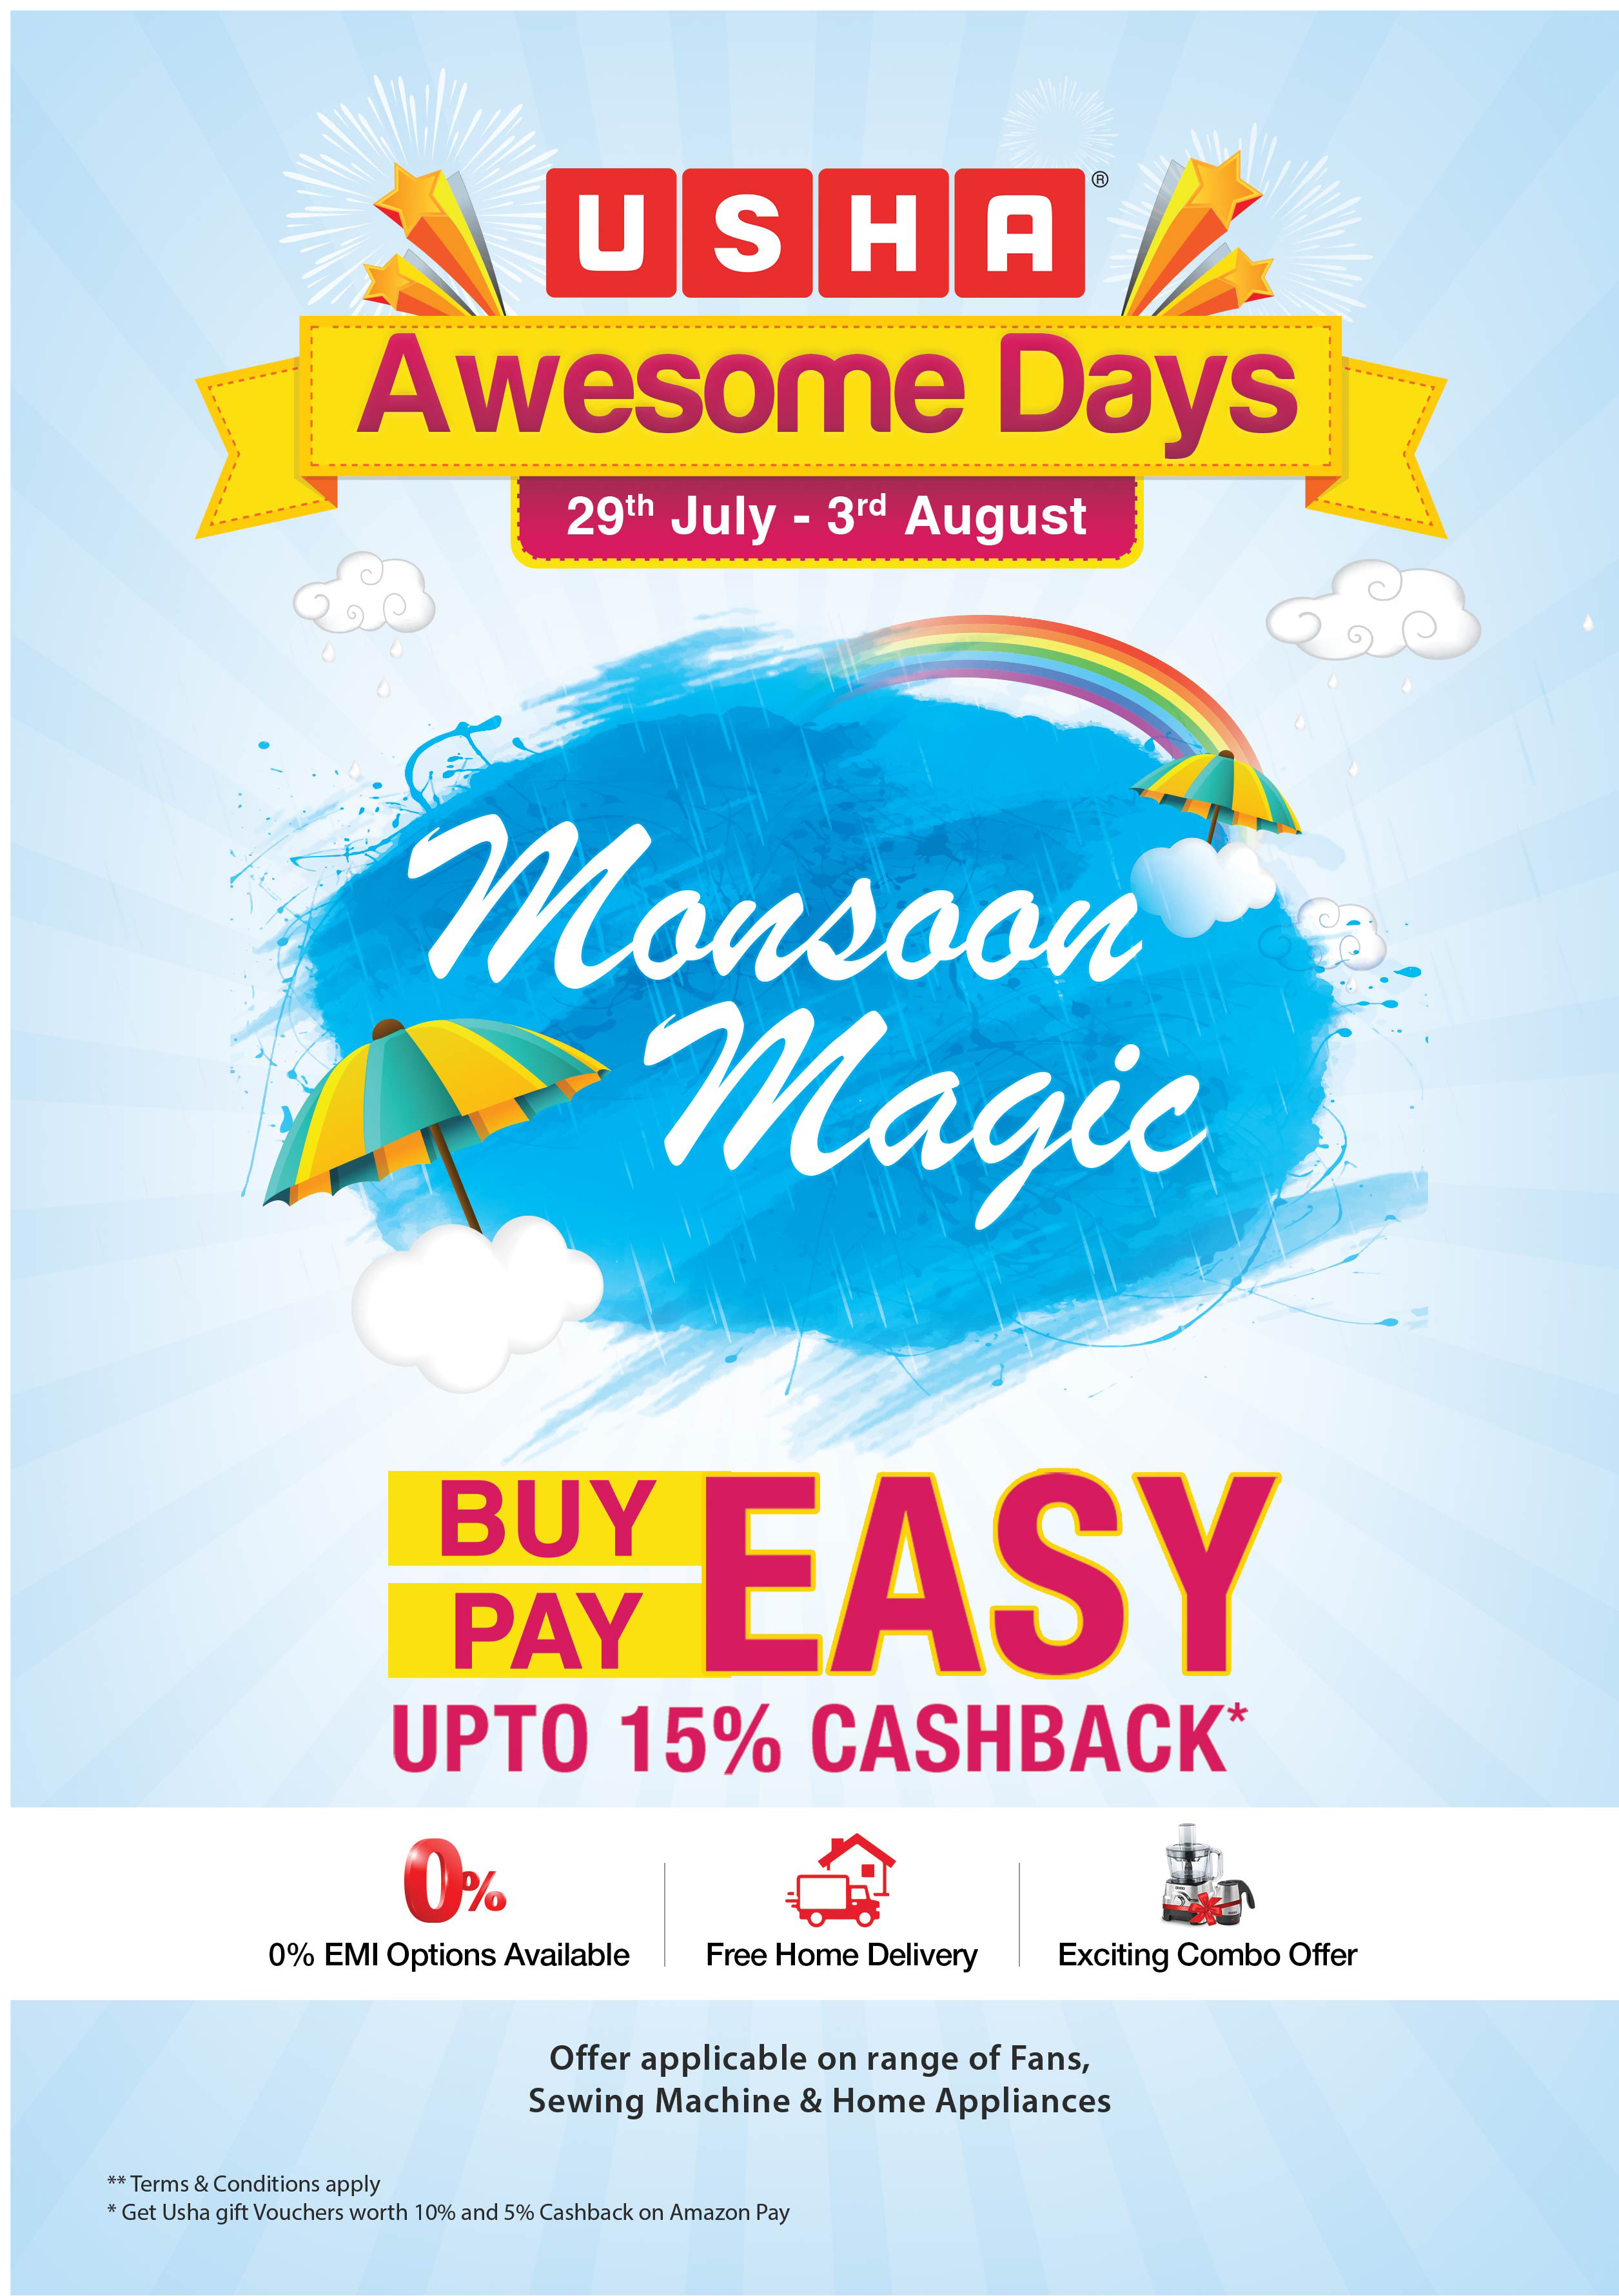 USHA®
Awesome Days
29th July - 3rd August
Monsoon
Magic
BUY
PAY
EASY
UPTO 15% CASHBACK*
0%
0% EMI Options Available
Free Home Delivery
Exciting Combo Offer
Offer applicable on range of Fans,
Sewing Machine & Home Appliances
** Terms & Conditions apply
* Get Usha gift Vouchers worth 10% and 5% Cashback on Amazon Pay